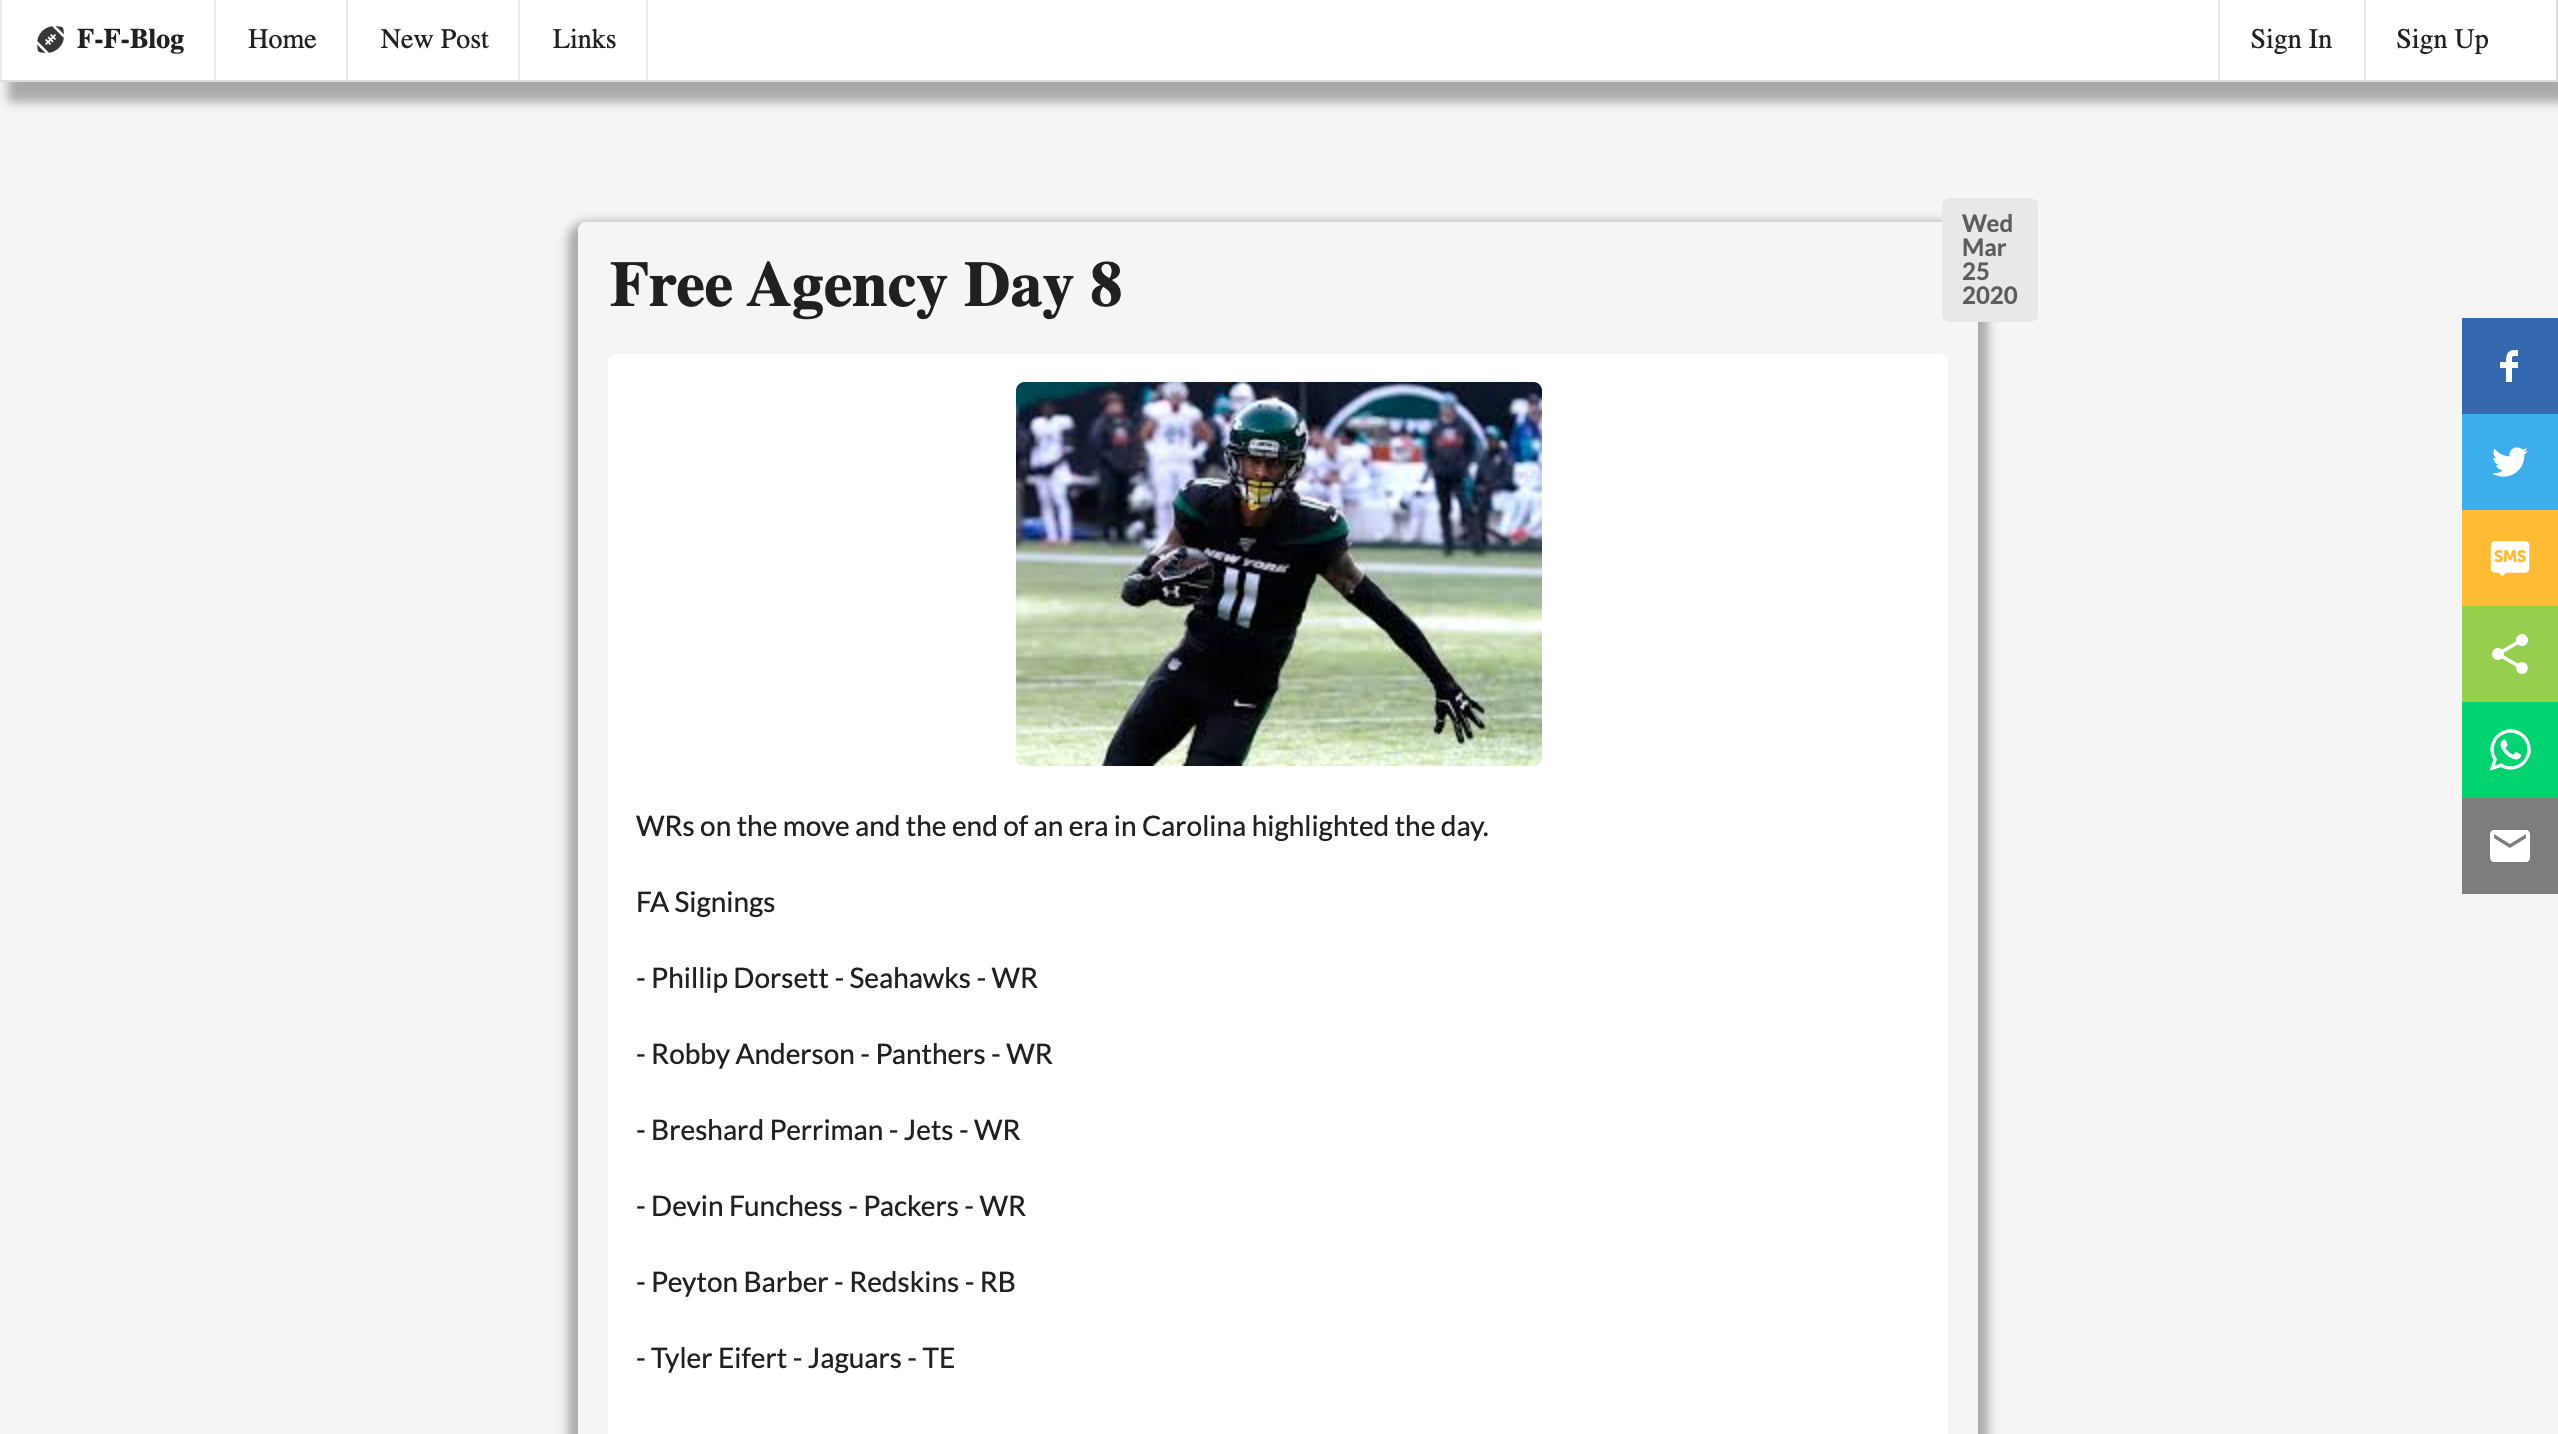 F-F-Blog
Home
New Post
Links
Sign In
Sign Up
Wed
Mar
25
2020
Free Agency Day 8
NEW YORK
11
SMS
WRs on the move and the end of an era in Carolina highlighted the day.
FA Signings
- Phillip Dorsett - Seahawks - WR
- Robby Anderson - Panthers - WR
- Breshard Perriman - Jets - WR
- Devin Funchess - Packers - WR
- Peyton Barber - Redskins - RB
- Tyler Eifert - Jaguars - TE